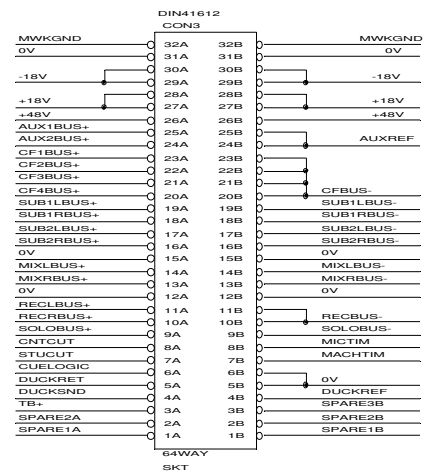 DIN41612
CON3
MWKGND 32A 32B MWKGND
0V 31A 31B 0V
30A 30B
-18V 29A 29B -18V
28A 28B
+18V 27A 27B +18V
+48V 26A 26B +48V
AUX1BUS+ 25A 25B
AUX2BUS+ 24A 24B AUXREF
CF1BUS+ 23A 23B
CF2BUS+ 22A 22B
CF3BUS+ 21A 21B
CF4BUS+ 20A 20B CFBUS-
SUB1LBUS+ 19A 19B SUB1LBUS-
SUB1RBUS+ 18A 18B SUB1RBUS-
SUB2LBUS+ 17A 17B SUB2LBUS-
SUB2RBUS+ 16A 16B SUB2RBUS-
0V 15A 15B 0V
MIXLBUS+ 14A 14B MIXLBUS-
MIXRBUS+ 13A 13B MIXRBUS-
0V 12A 12B 0V
RECLBUS+ 11A 11B
RECRBUS+ 10A 10B RECBUS-
SOLOBUS+ 9A 9B SOLOBUS-
CNTCUT 8A 8B MICTIM
STUCUT 7A 7B MACHTIM
CUELOGIC 6A 6B
DUCKRET 5A 5B 0V
DUCKSND 4A 4B DUCKREF
TB+ 3A 3B SPARE3B
SPARE2A 2A 2B SPARE2B
SPARE1A 1A 1B SPARE1B
64WAY
SKT